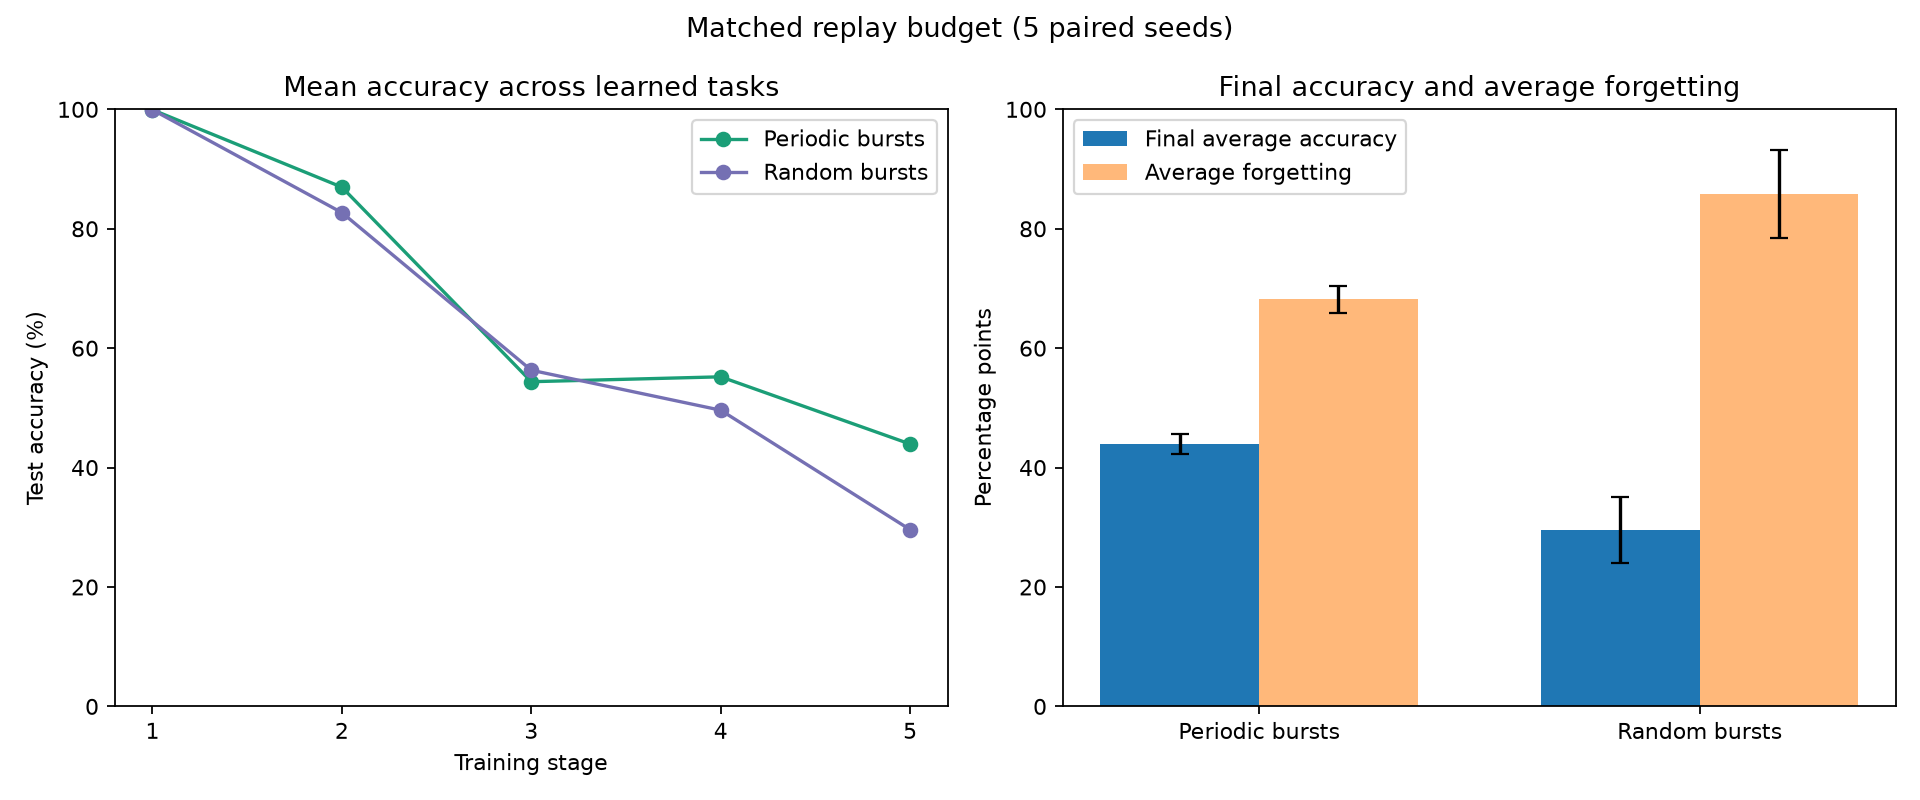 Matched replay budget (5 paired seeds)
Mean accuracy across learned tasks
100
80
60
40
20
0
Test accuracy (%)
1 2 3 4 5
Training stage
Periodic bursts
Random bursts
Final accuracy and average forgetting
100
80
60
40
20
0
Percentage points
Final average accuracy
Average forgetting
Periodic bursts Random bursts